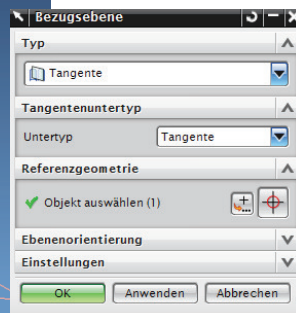 Bezugsebene
Typ
Tangente
Tangentenuntertyp
Untertyp Tangente
Referenzgeometrie
Objekt auswählen (1)
Ebenenorientierung
Einstellungen
OK Anwenden Abbrechen